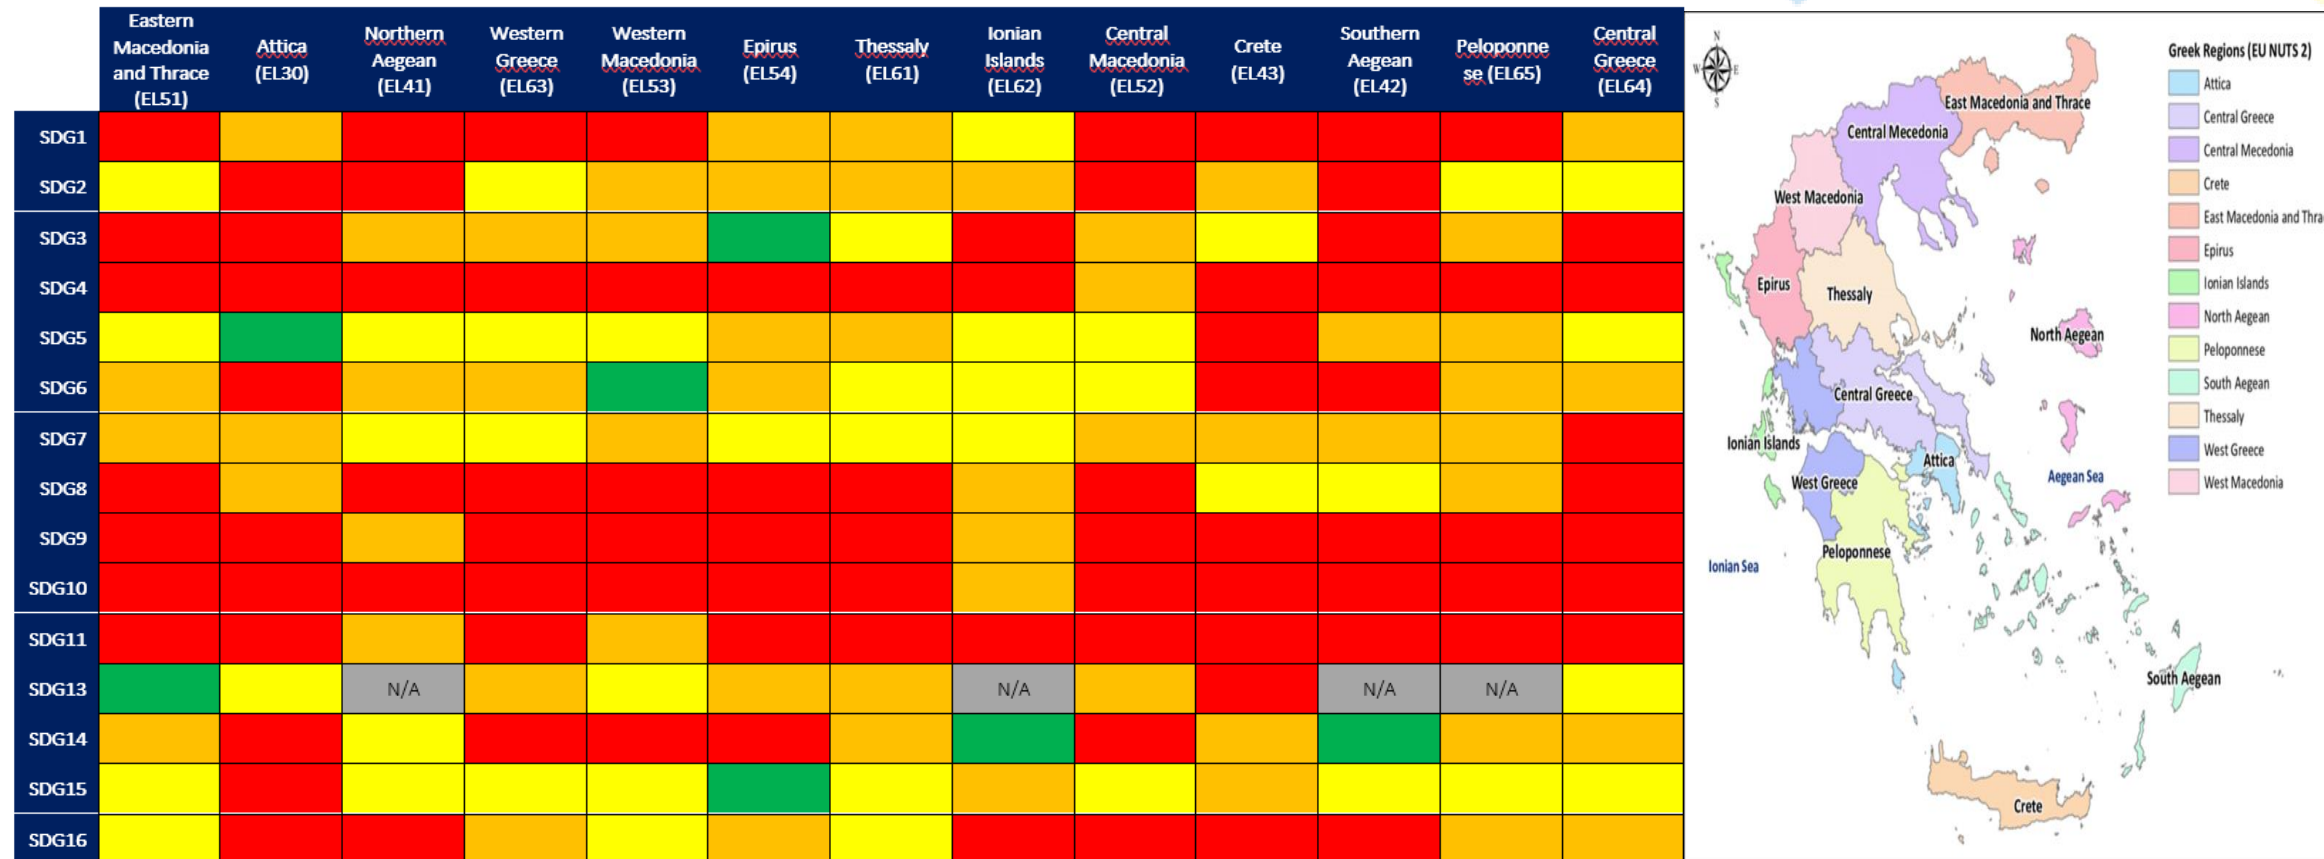 Eastern
Macedonia
and Thrace
(EL51)
Attica
(EL30)
Northern
Aegean
(EL41)
Western
Greece
(EL63)
Western
Macedonia
(EL53)
Epirus
(EL54)
Thessaly
(EL61)
Ionian
Islands
(EL62)
Central
Macedonia
(EL52)
Crete
(EL43)
Southern
Aegean
(EL42)
Peloponne
se (EL65)
Central
Greece
(EL64)
SDG1
SDG2
SDG3
SDG4
SDG5
SDG6
SDG7
SDG8
SDG9
SDG10
SDG11
SDG13 N/A N/A N/A N/A
SDG14
SDG15
SDG16
N
W E
S
East Macedonia and Thrace
Central Mecedonia
West Macedonia
Epirus
Thessaly
North Aegean
Central Greece
Ionian Islands
Attica
Aegean Sea
West Greece
Peloponnese
Ionian Sea
South Aegean
Crete
Greek Regions (EU NUTS 2)
Attica
Central Greece
Central Mecedonia
Crete
East Macedonia and Thra
Epirus
Ionian Islands
North Aegean
Peloponnese
South Aegean
Thessaly
West Greece
West Macedonia